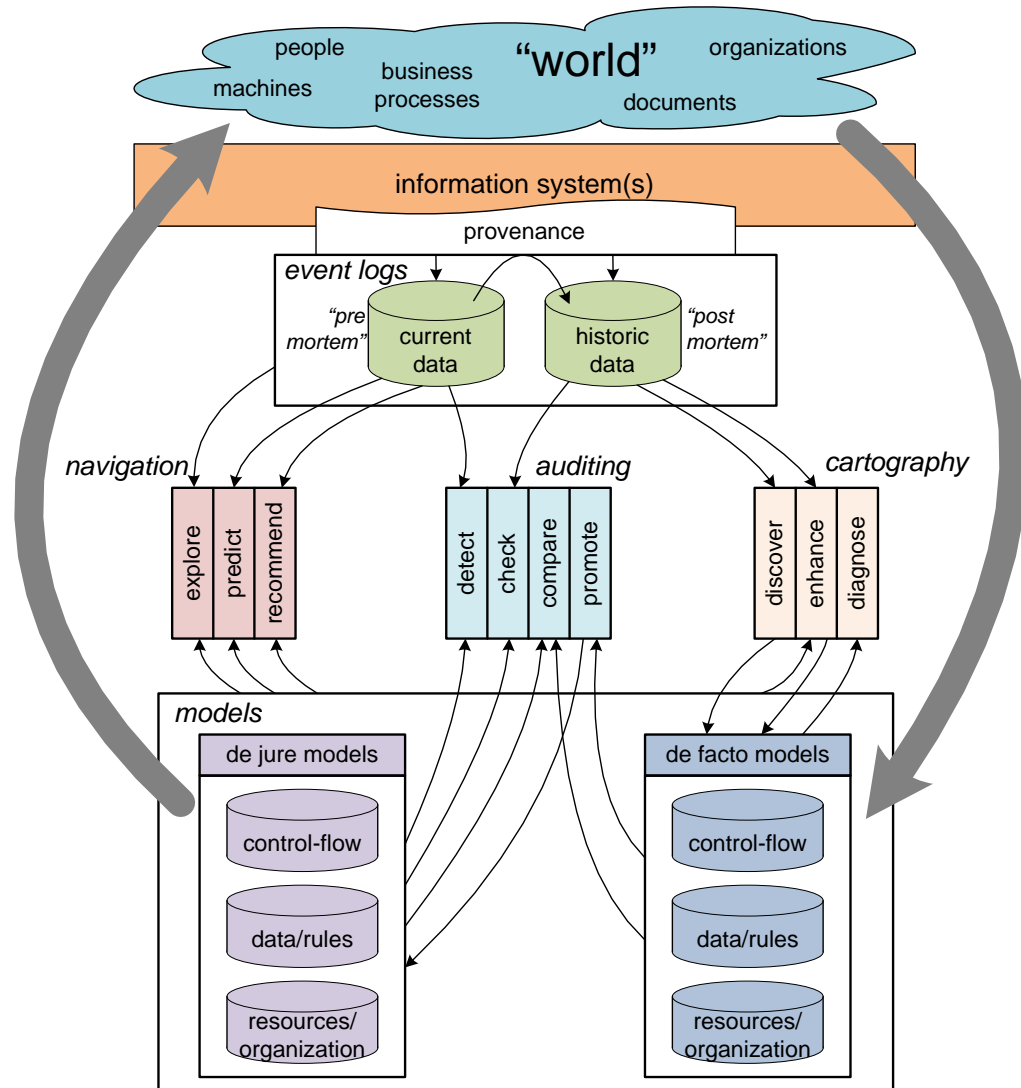 people
“world”
organizations
machines
business
processes
documents
information system(s)
provenance
event logs
“pre
mortem”
current
data
historic
data
“post
mortem”
navigation
auditing
cartography
explore
predict
recommend
detect
check
compare
promote
discover
enhance
diagnose
models
de jure models
de facto models
control-flow
control-flow
data/rules
data/rules
resources/
organization
resources/
organization